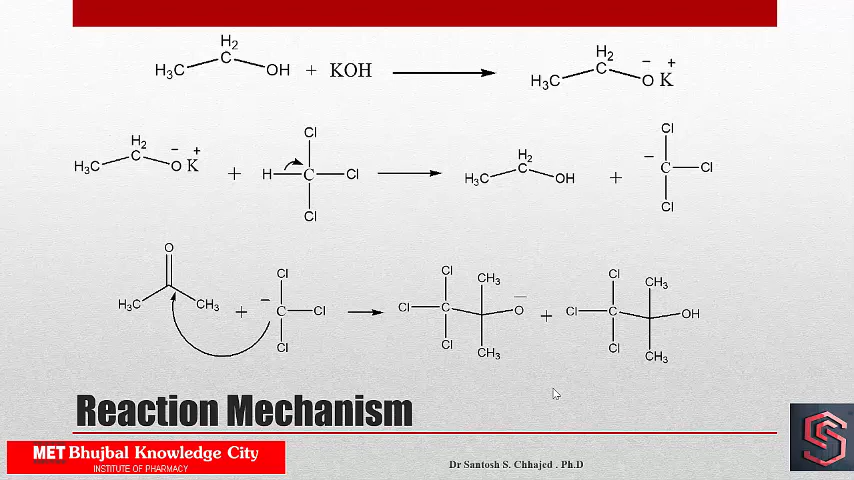 H₂
H₃C C OH + KOH H₃C C O⁻ K⁺
Cl Cl
H₃C C O⁻ K⁺ + H C Cl H₃C C OH + ⁻C Cl
H₂ Cl H₂ Cl
O Cl Cl CH₃ Cl CH₃
H₃C CH₃ + ⁻C Cl Cl C O⁻ + Cl C OH
Cl Cl CH₃ Cl CH₃
Reaction Mechanism
MET Bhujbal Knowledge City
INSTITUTE OF PHARMACY
Dr Santosh S. Chhajed . Ph.D